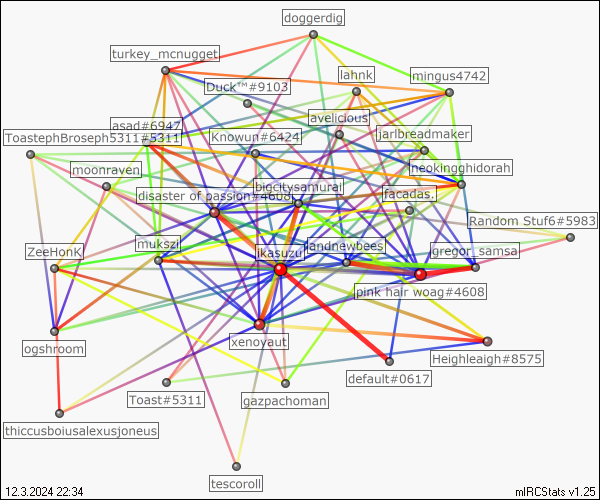 doggerdig
turkey_mcnugget
lahnk
mingus4742
Duck™#9103
avelicious
asad#6947
jarlbreadmaker
ToastephBroseph5311#5311
Knowun#6424
moonraven
neokingghidorah
bigcitysamurai
disaster of passion#4608
facadas.
Random Stuf6#5983
mukszi
ikasuzu
landnewbees
gregor_samsa
ZeeHonK
pink hair woag#4608
xenoyaut
ogshroom
Heighleaigh#8575
default#0617
Toast#5311
gazpachoman
thiccusboiusalexusjoneus
tescoroll
12.3.2024 22:34
mIRCStats v1.25